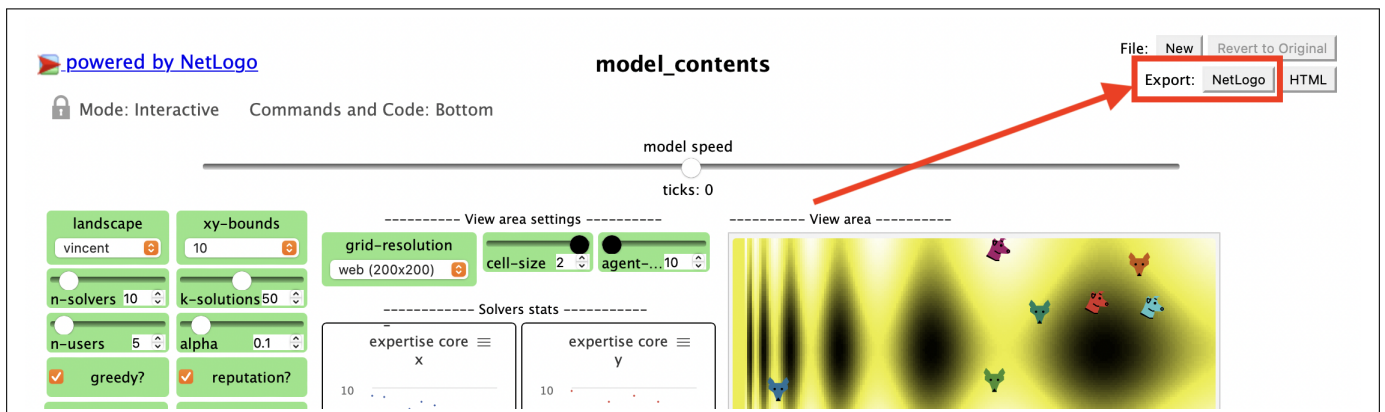 powered by NetLogo
model_contents
File: New Revert to Original
Export: NetLogo HTML
Mode: Interactive Commands and Code: Bottom
model speed
ticks: 0
landscape
vincent
xy-bounds
10
n-solvers 10
k-solutions 50
n-users 5
alpha 0.1
greedy?
reputation?
---------- View area settings ----------
grid-resolution
web (200x200)
cell-size 2
agent-... 10
------------ Solvers stats -----------
expertise core
x
10
expertise core
y
10
---------- View area ----------